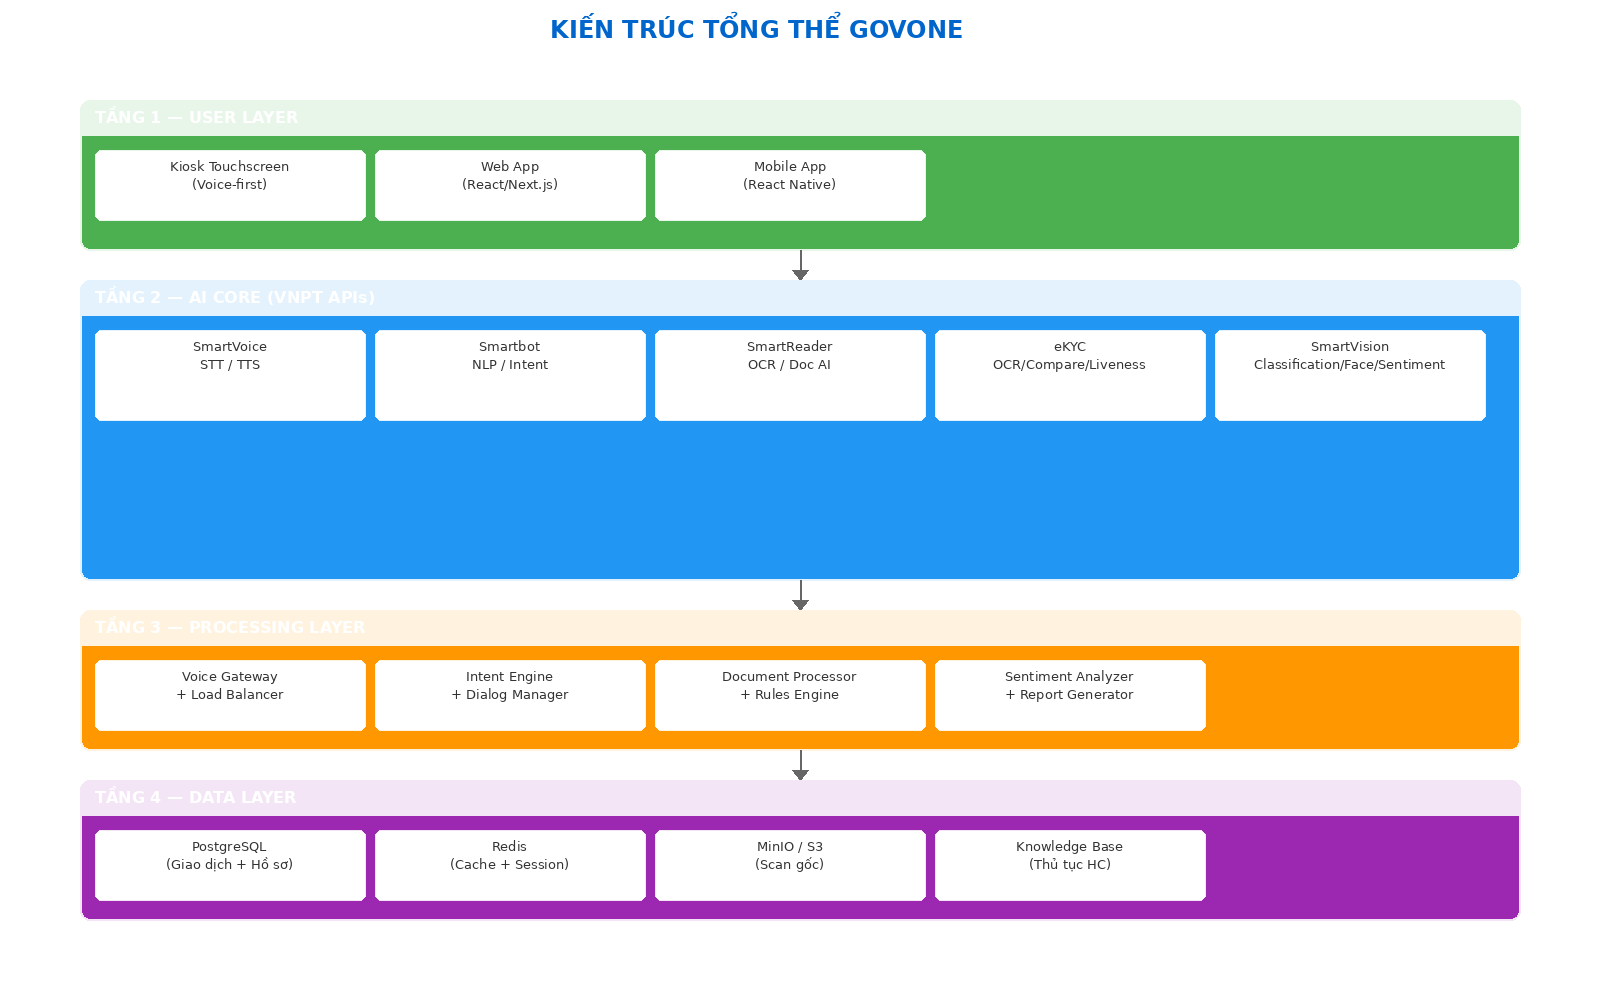 KIẾN TRÚC TỔNG THỂ GOVONE
TẦNG 1 — USER LAYER
Kiosk Touchscreen
(Voice-first)
Web App
(React/Next.js)
Mobile App
(React Native)
TẦNG 2 — AI CORE (VNPT APIs)
SmartVoice
STT / TTS
Smartbot
NLP / Intent
SmartReader
OCR / Doc AI
eKYC
OCR/Compare/Liveness
SmartVision
Classification/Face/Sentiment
TẦNG 3 — PROCESSING LAYER
Voice Gateway
+ Load Balancer
Intent Engine
+ Dialog Manager
Document Processor
+ Rules Engine
Sentiment Analyzer
+ Report Generator
TẦNG 4 — DATA LAYER
PostgreSQL
(Giao dịch + Hồ sơ)
Redis
(Cache + Session)
MinIO / S3
(Scan gốc)
Knowledge Base
(Thủ tục HC)